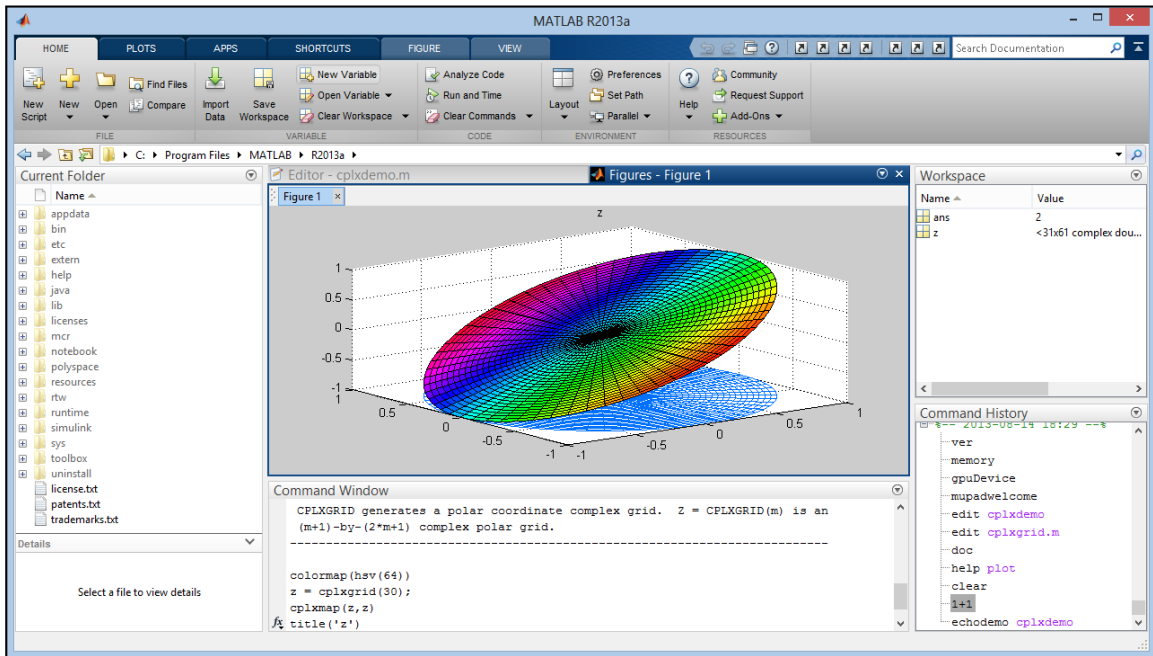 MATLAB R2013a
HOME PLOTS APPS SHORTCUTS FIGURE VIEW
Search Documentation
New Script
New
Open
Find Files
Compare
FILE
Import Data
Save Workspace
New Variable
Open Variable
Clear Workspace
VARIABLE
Analyze Code
Run and Time
Clear Commands
CODE
Layout
Preferences
Set Path
Parallel
ENVIRONMENT
Help
Community
Request Support
Add-Ons
RESOURCES
C: Program Files MATLAB R2013a
Current Folder
Name
appdata
bin
etc
extern
help
java
lib
licenses
mcr
notebook
polyspace
resources
rtw
runtime
simulink
sys
toolbox
uninstall
license.txt
patents.txt
trademarks.txt
Details
Select a file to view details
Editor - cplxdemo.m
Figures - Figure 1
Figure 1
z
1
0.5
0
-0.5
-1
1
0.5
0
-0.5
-1
-1
-0.5
0
0.5
1
Command Window
CPLXGRID generates a polar coordinate complex grid.  Z = CPLXGRID(m) is an
(m+1)-by-(2*m+1) complex polar grid.
------------------------------------------------------------------------------
colormap(hsv(64))
z = cplxgrid(30);
cplxmap(z,z)
fx title('z')
Workspace
Name Value
ans 2
z <31x61 complex dou...
Command History
%-- 2013-08-14 18:29 --%
ver
memory
gpuDevice
mupadwelcome
edit cplxdemo
edit cplxgrid.m
doc
help plot
clear
1+1
echodemo cplxdemo